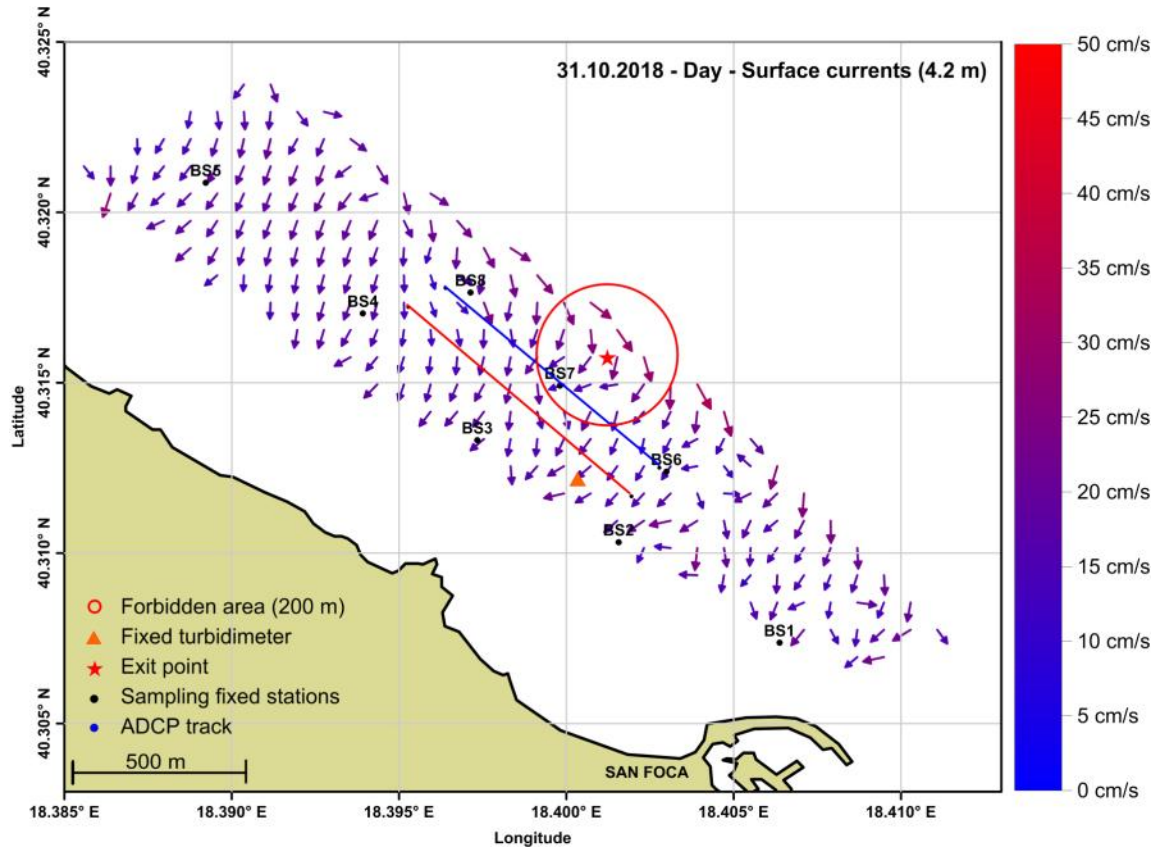 31.10.2018 - Day - Surface currents (4.2 m)
40.325° N
40.320° N
40.315° N
40.310° N
40.305° N
Latitude
BS5
BS8
BS4
BS7
BS3
BS6
BS2
BS1
Forbidden area (200 m)
Fixed turbidimeter
Exit point
Sampling fixed stations
ADCP track
500 m
SAN FOCA
18.385° E
18.390° E
18.395° E
18.400° E
18.405° E
18.410° E
Longitude
50 cm/s
45 cm/s
40 cm/s
35 cm/s
30 cm/s
25 cm/s
20 cm/s
15 cm/s
10 cm/s
5 cm/s
0 cm/s